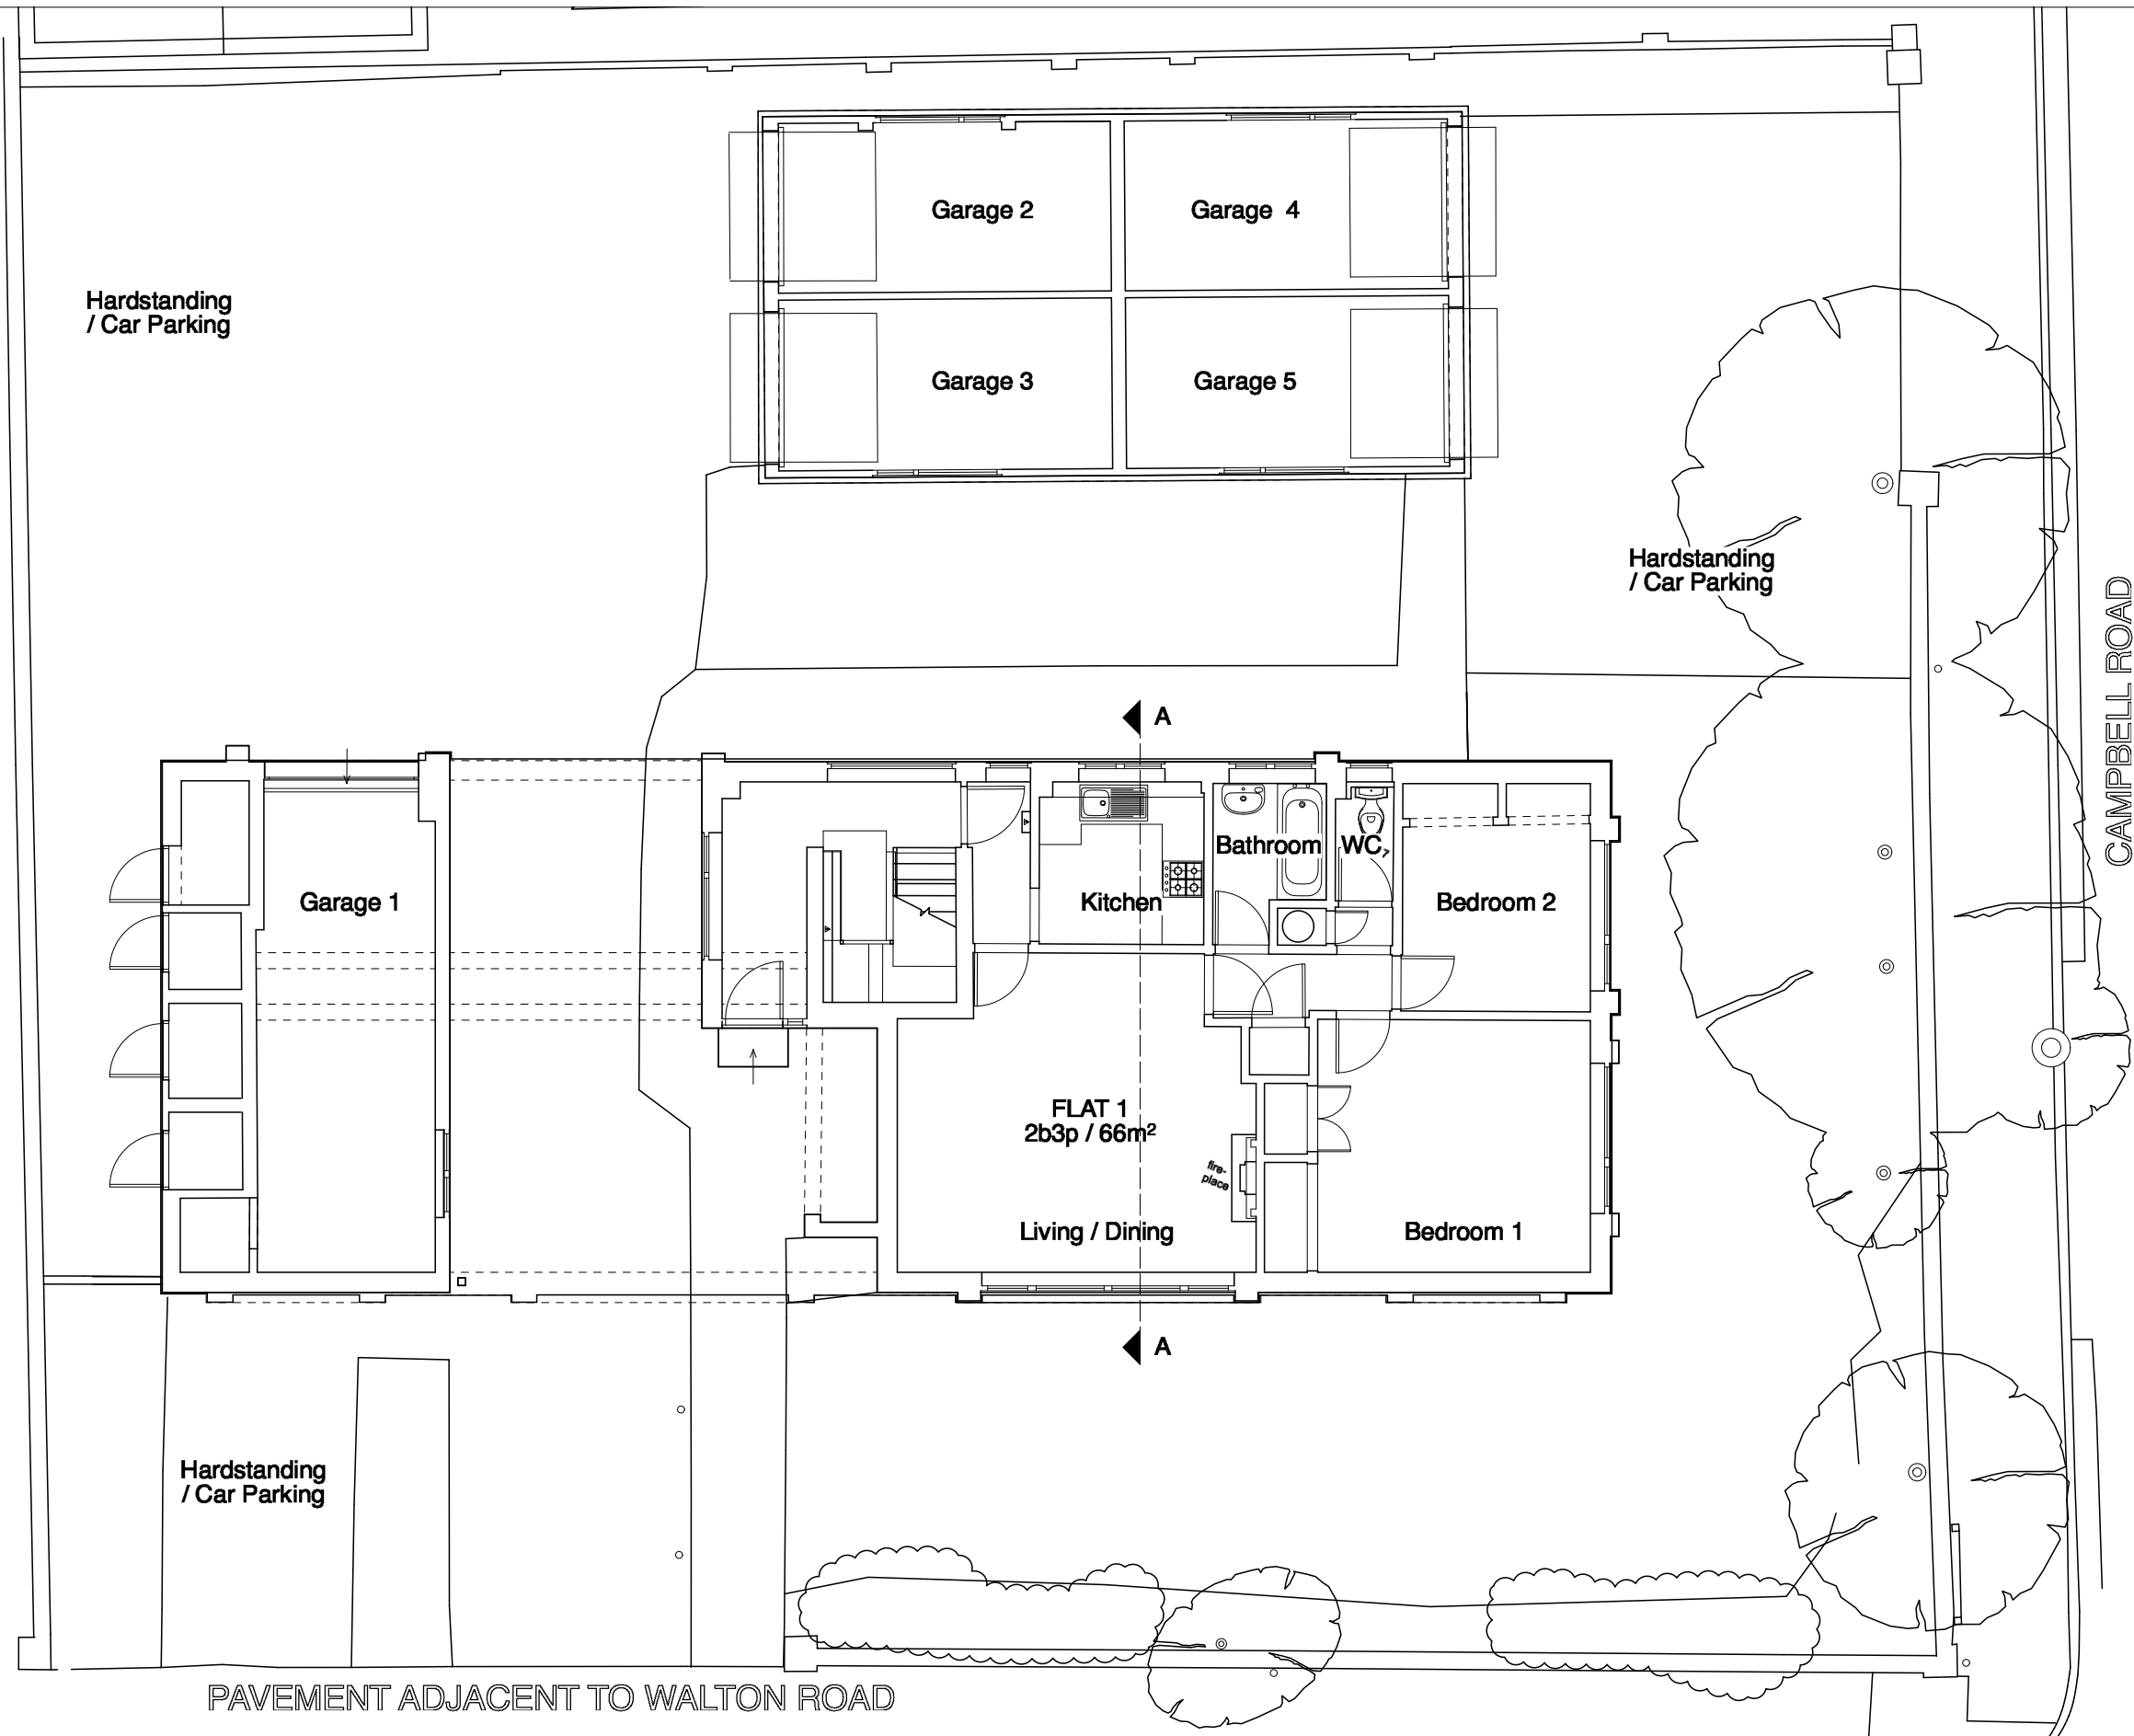 Garage 2
Garage 4
Hardstanding
/ Car Parking
Garage 3
Garage 5
Hardstanding
/ Car Parking
CAMPBELL ROAD
A
Bathroom
WC
Garage 1
Kitchen
Bedroom 2
FLAT 1
2b3p / 66m²
fire-
place
Living / Dining
Bedroom 1
A
Hardstanding
/ Car Parking
PAVEMENT ADJACENT TO WALTON ROAD